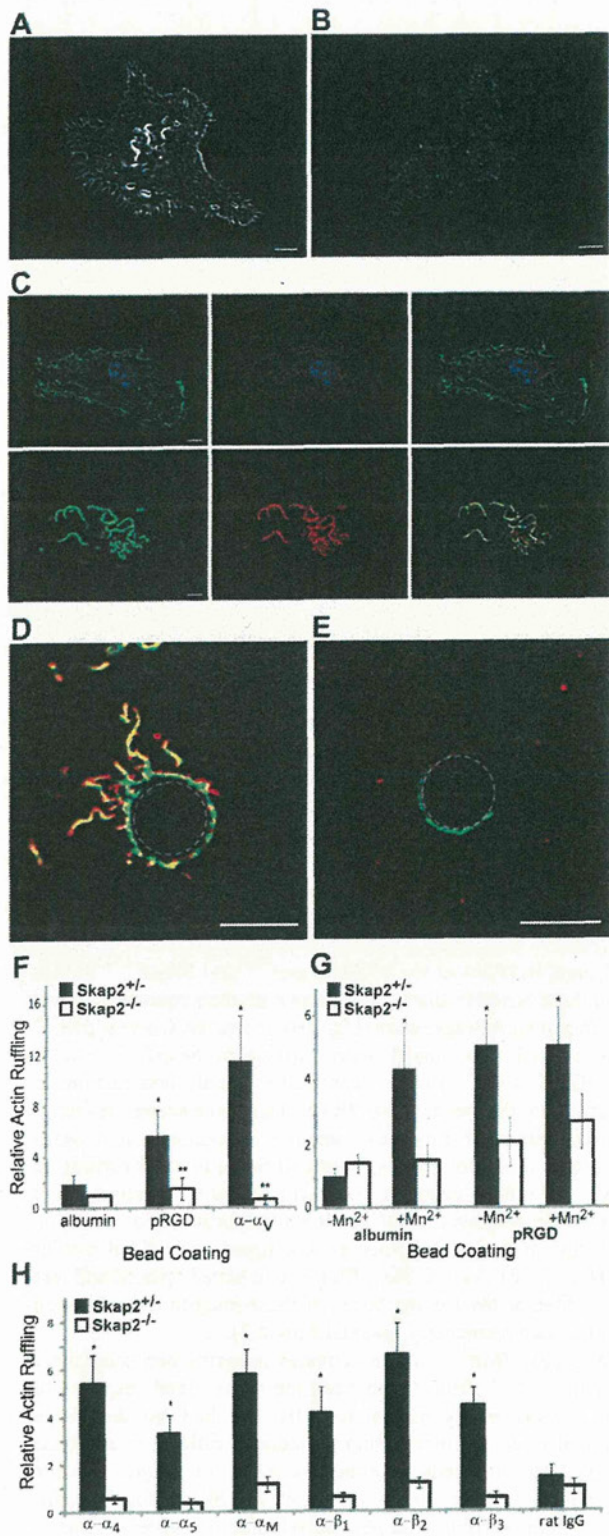 A
B
C
D
E
F
G
Relative Actin Ruffling
16
12
8
4
0
Skap2+/-
Skap2-/-
*
*
**
**
albumin
pRGD
α-αV
Bead Coating
6
4
2
0
Skap2+/-
Skap2-/-
*
*
*
-Mn2+
+Mn2+
-Mn2+
+Mn2+
albumin
pRGD
Bead Coating
H
Relative Actin Ruffling
8
6
4
2
0
Skap2+/-
Skap2-/-
*
*
*
*
*
α-α4
α-α5
α-αM
α-β1
α-β2
α-β3
rat IgG